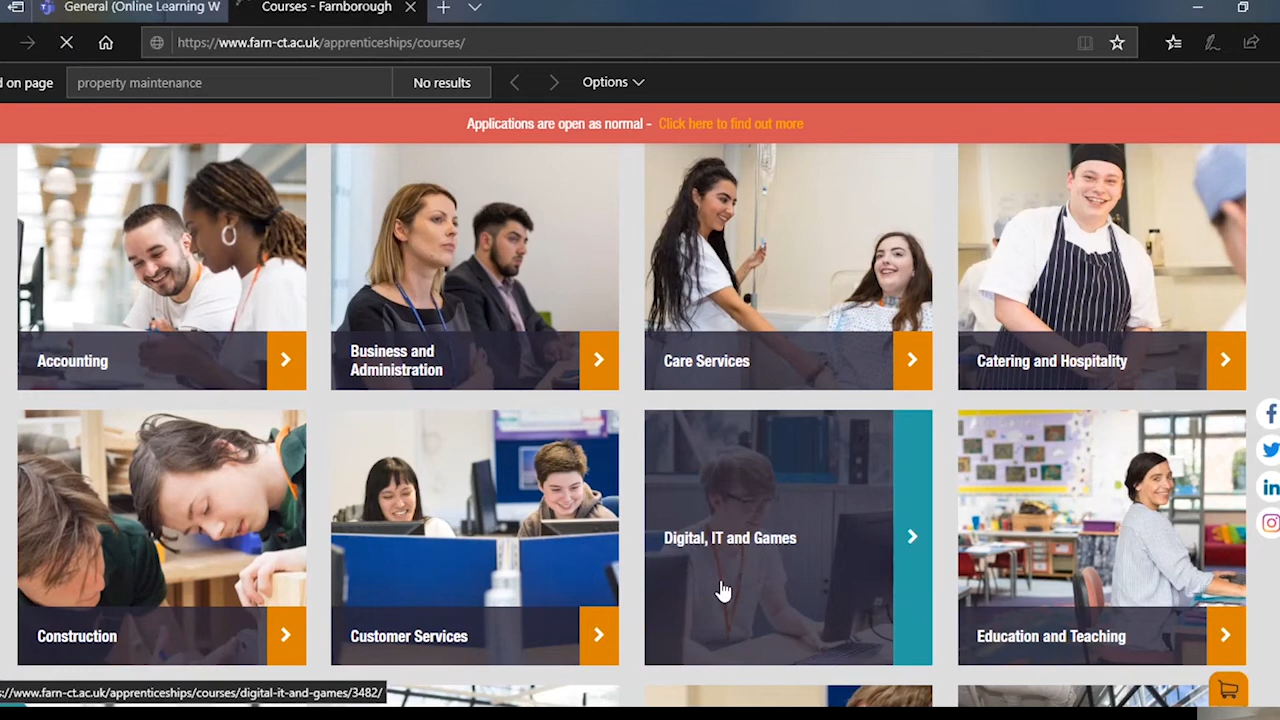 General (Online Learning W
Courses - Farnborough
https://www.farn-ct.ac.uk/apprenticeships/courses/
d on page
property maintenance
No results
Options
Applications are open as normal - Click here to find out more
Accounting
Business and
Administration
Care Services
Catering and Hospitality
Construction
Customer Services
Digital, IT and Games
Education and Teaching
s://www.farn-ct.ac.uk/apprenticeships/courses/digital-it-and-games/3482/